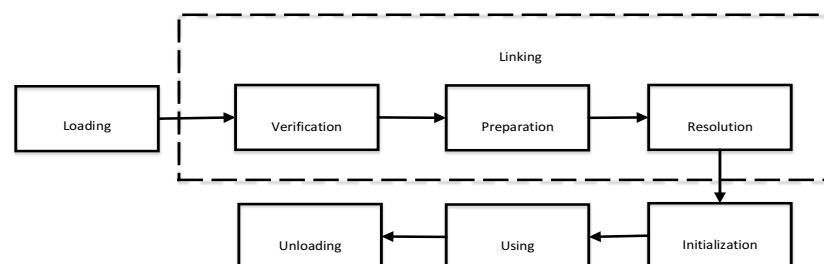 Linking
Loading
Verification
Preparation
Resolution
Initialization
Using
Unloading